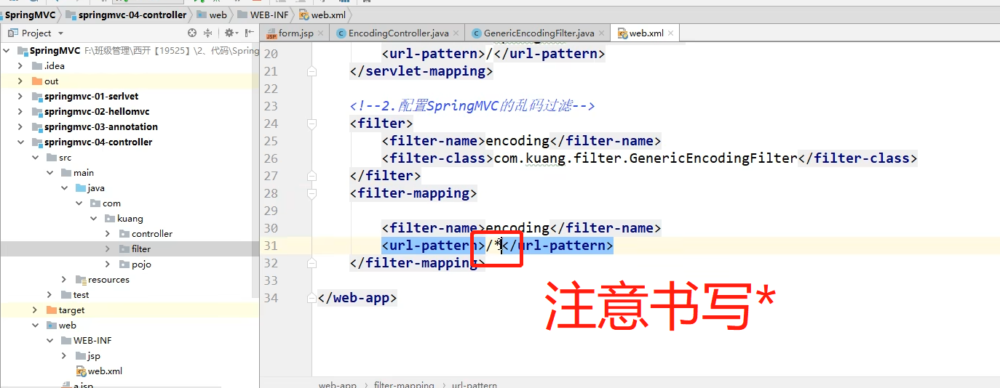 SpringMVC springmvc-04-controller web WEB-INF web.xml
Project
form.jsp EncodingController.java GenericEncodingFilter.java web.xml
SpringMVC F:\班级管理\西开【19525】\2、代码\Spring
.idea
out
springmvc-01-serlvet
springmvc-02-hellomvc
springmvc-03-annotation
springmvc-04-controller
src
main
java
com
kuang
controller
filter
pojo
resources
test
target
web
WEB-INF
jsp
web.xml
a.jsp
20 <url-pattern>/</url-pattern>
21 </servlet-mapping>
22
23 <!--2.配置SpringMVC的乱码过滤-->
24 <filter>
25 <filter-name>encoding</filter-name>
26 <filter-class>com.kuang.filter.GenericEncodingFilter</filter-class>
27 </filter>
28 <filter-mapping>
29
30 <filter-name>encoding</filter-name>
31 <url-pattern>/*</url-pattern>
32 </filter-mapping>
33
34 </web-app>
注意书写*
web-app filter-mapping url-pattern